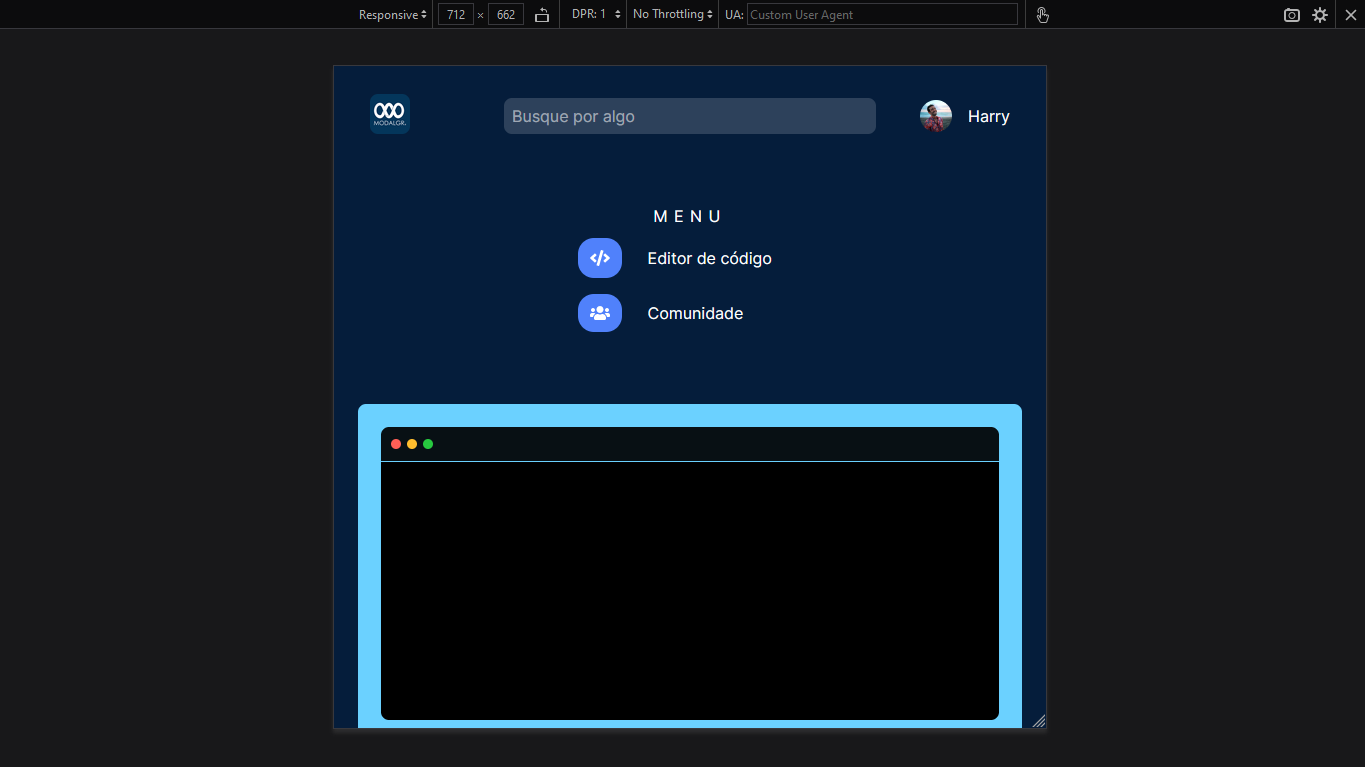 Responsive 712 × 662 DPR: 1 No Throttling UA: Custom User Agent
MODALGR.
Busque por algo
Harry
MENU
Editor de código
Comunidade